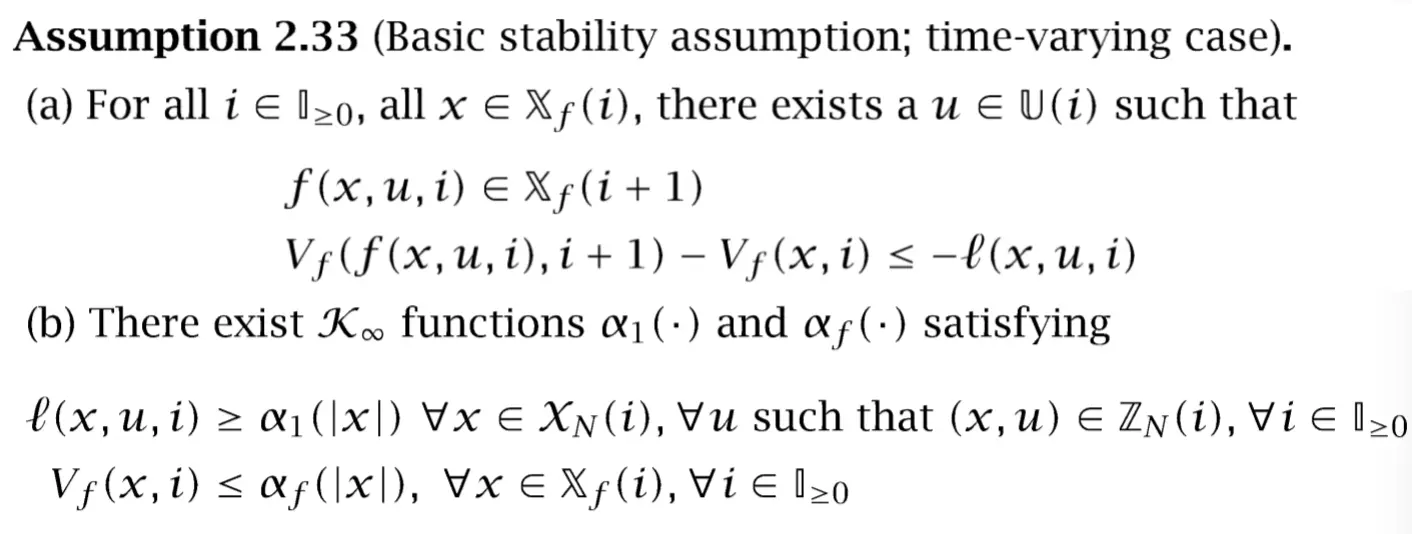 Assumption 2.33 (Basic stability assumption; time-varying case).
(a) For all i ∈ 𝕀≥0, all x ∈ 𝕏f(i), there exists a u ∈ 𝕌(i) such that
f(x, u, i) ∈ 𝕏f(i + 1)
Vf(f(x, u, i), i + 1) − Vf(x, i) ≤ −ℓ(x, u, i)
(b) There exist 𝒦∞ functions α1(·) and αf(·) satisfying
ℓ(x, u, i) ≥ α1(|x|) ∀x ∈ 𝒳N(i), ∀u such that (x, u) ∈ ℤN(i), ∀i ∈ 𝕀≥0
Vf(x, i) ≤ αf(|x|), ∀x ∈ 𝕏f(i), ∀i ∈ 𝕀≥0